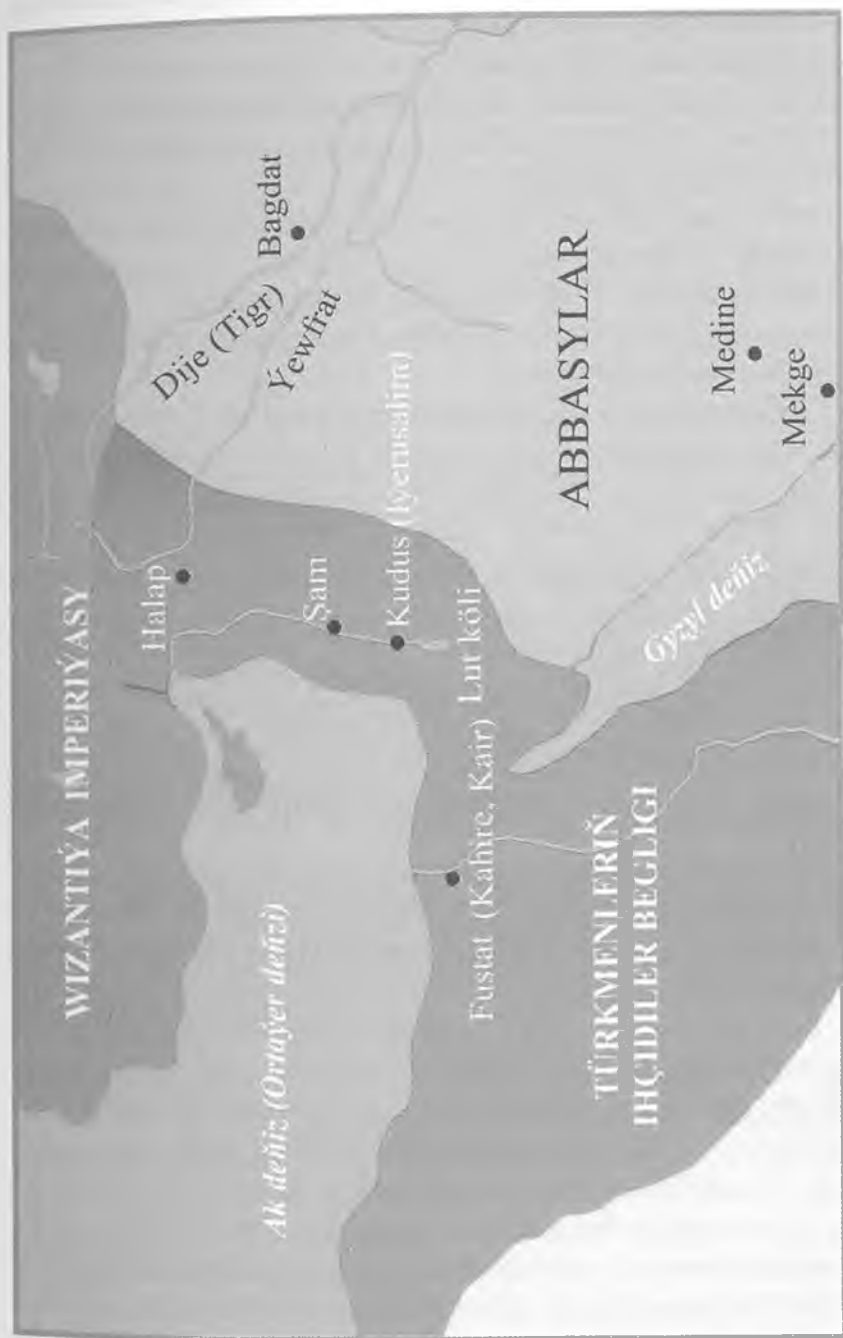 WIZANTIÝA IMPERIÝASY
Ak deňiz (Ortaýer deňzi)
Halap
Dije (Tigr)
Ýewfrat
Bagdat
Şam
Kudus (Iýerusalim)
Lut köli
Fustat (Kahire, Kair)
ABBASYLAR
Gyzyl deňiz
Medine
Mekge
TÜRKMENLERIŇ
IHÇIDILER BEGLIGI